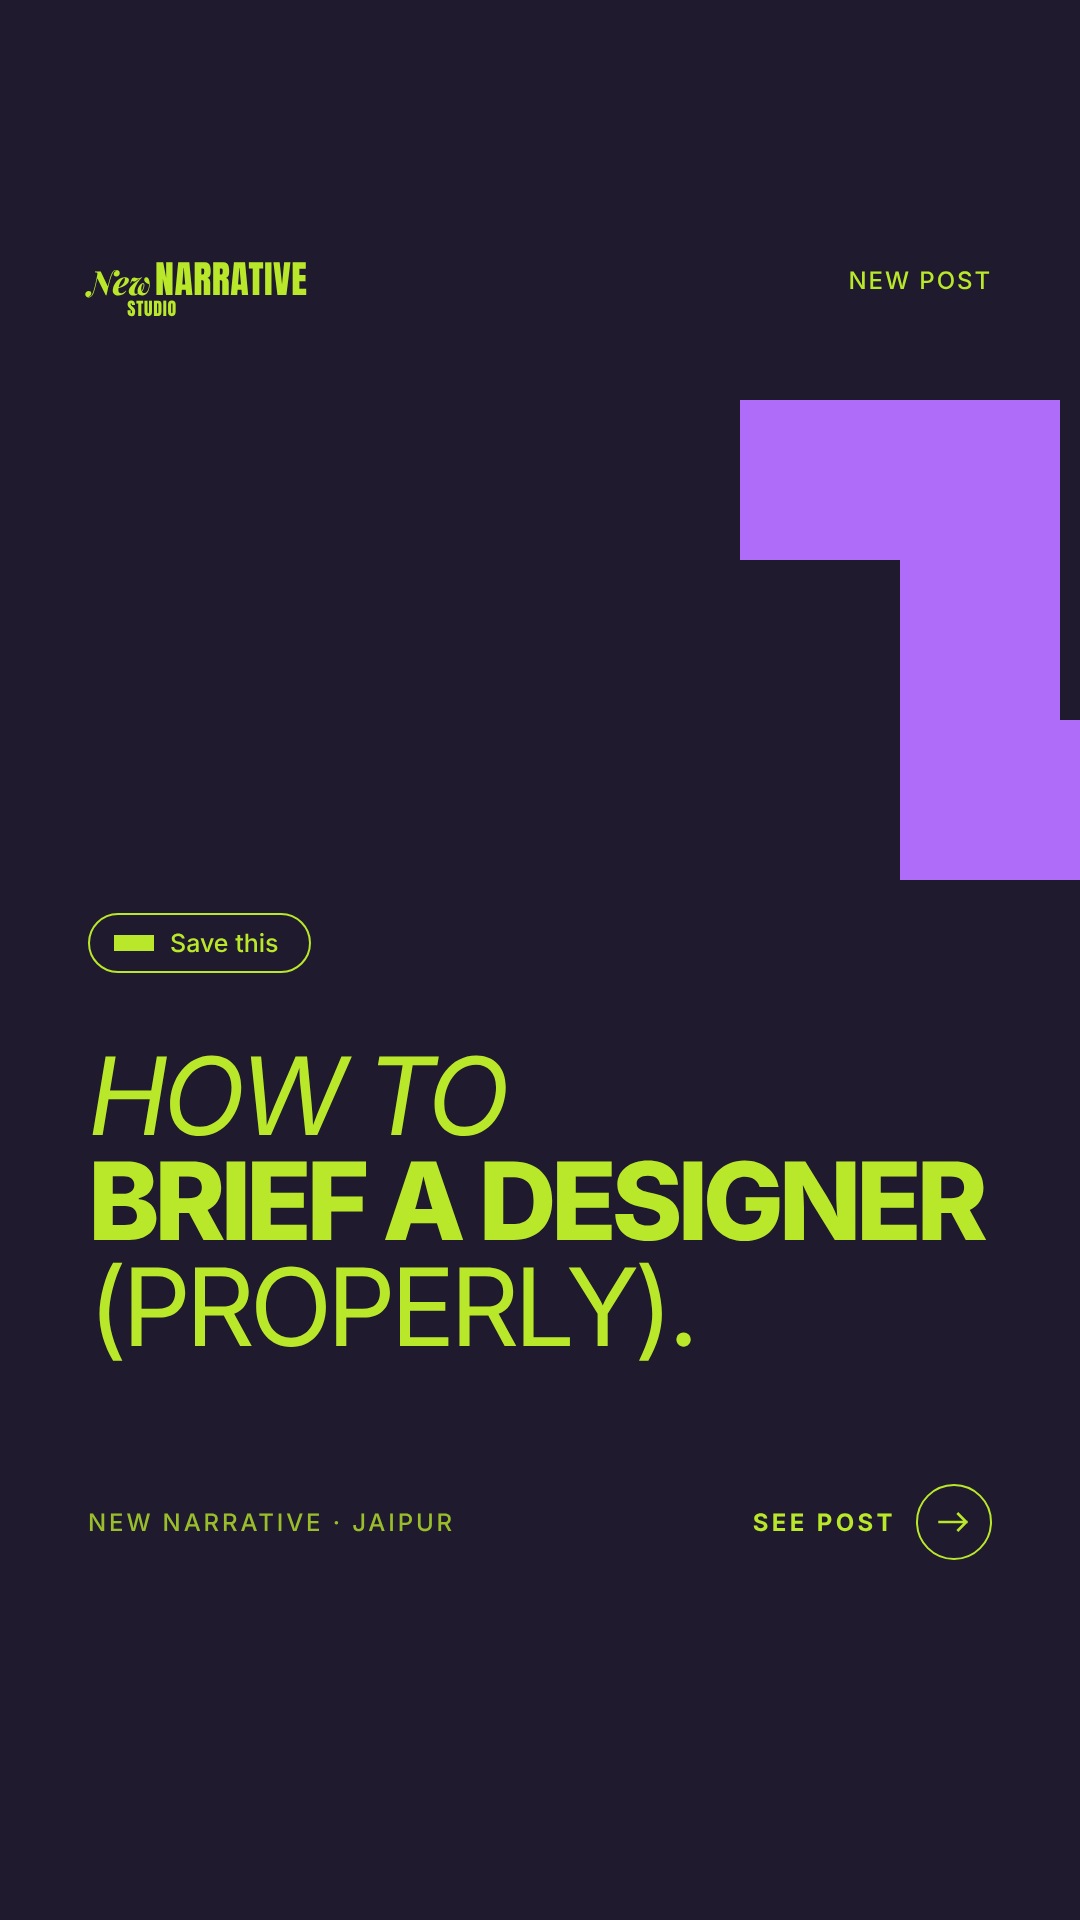 New NARRATIVE
STUDIO
NEW POST
Save this
HOW TO
BRIEF A DESIGNER
(PROPERLY).
NEW NARRATIVE · JAIPUR
SEE POST →